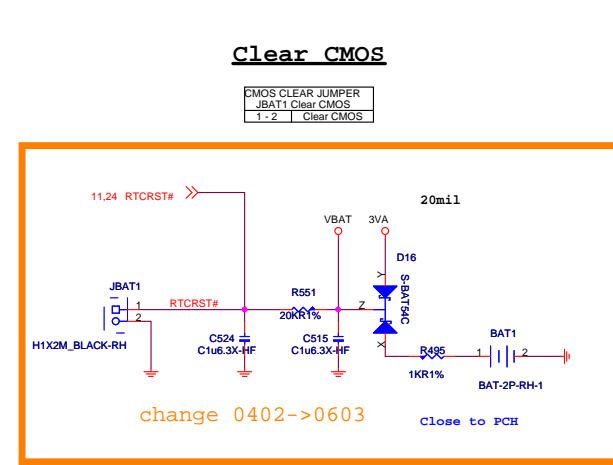 Clear CMOS
CMOS CLEAR JUMPER
JBAT1 Clear CMOS
1 - 2 Clear CMOS
11,24 RTCRST#
20mil
VBAT 3VA
D16
Y
S-BAT54C
Z
X
JBAT1
1
2
RTCRST#
H1X2M_BLACK-RH
R551
20KR1%
C524
C1u6.3X-HF
C515
C1u6.3X-HF
R495
1KR1%
BAT1
1 2
BAT-2P-RH-1
change 0402->0603
Close to PCH